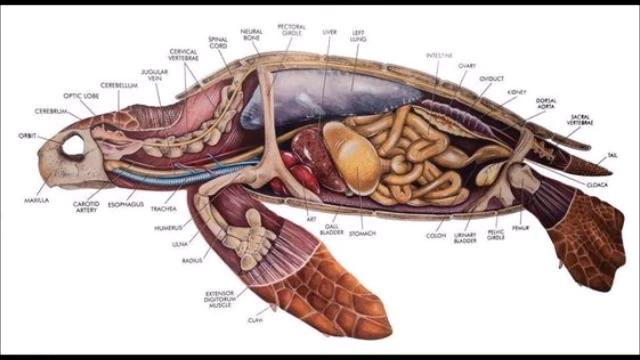 PECTORAL
GIRDLE
NEURAL
BONE
LIVER
LEFT
LUNG
SPINAL
CORD
CERVICAL
VERTEBRAE
INTESTINE
OVARY
JUGULAR
VEIN
OVIDUCT
CEREBELLUM
KIDNEY
OPTIC LOBE
DORSAL
AORTA
CEREBRUM
SACRAL
VERTEBRAE
ORBIT
TAIL
CLOACA
MAXILLA
CAROTID
ARTERY
ESOPHAGUS
TRACHEA
HUMERUS
ART
GALL
BLADDER
STOMACH
COLON
URINARY
BLADDER
PELVIC
GIRDLE
FEMUR
ULNA
RADIUS
EXTENSOR
DIGITORUM
MUSCLE